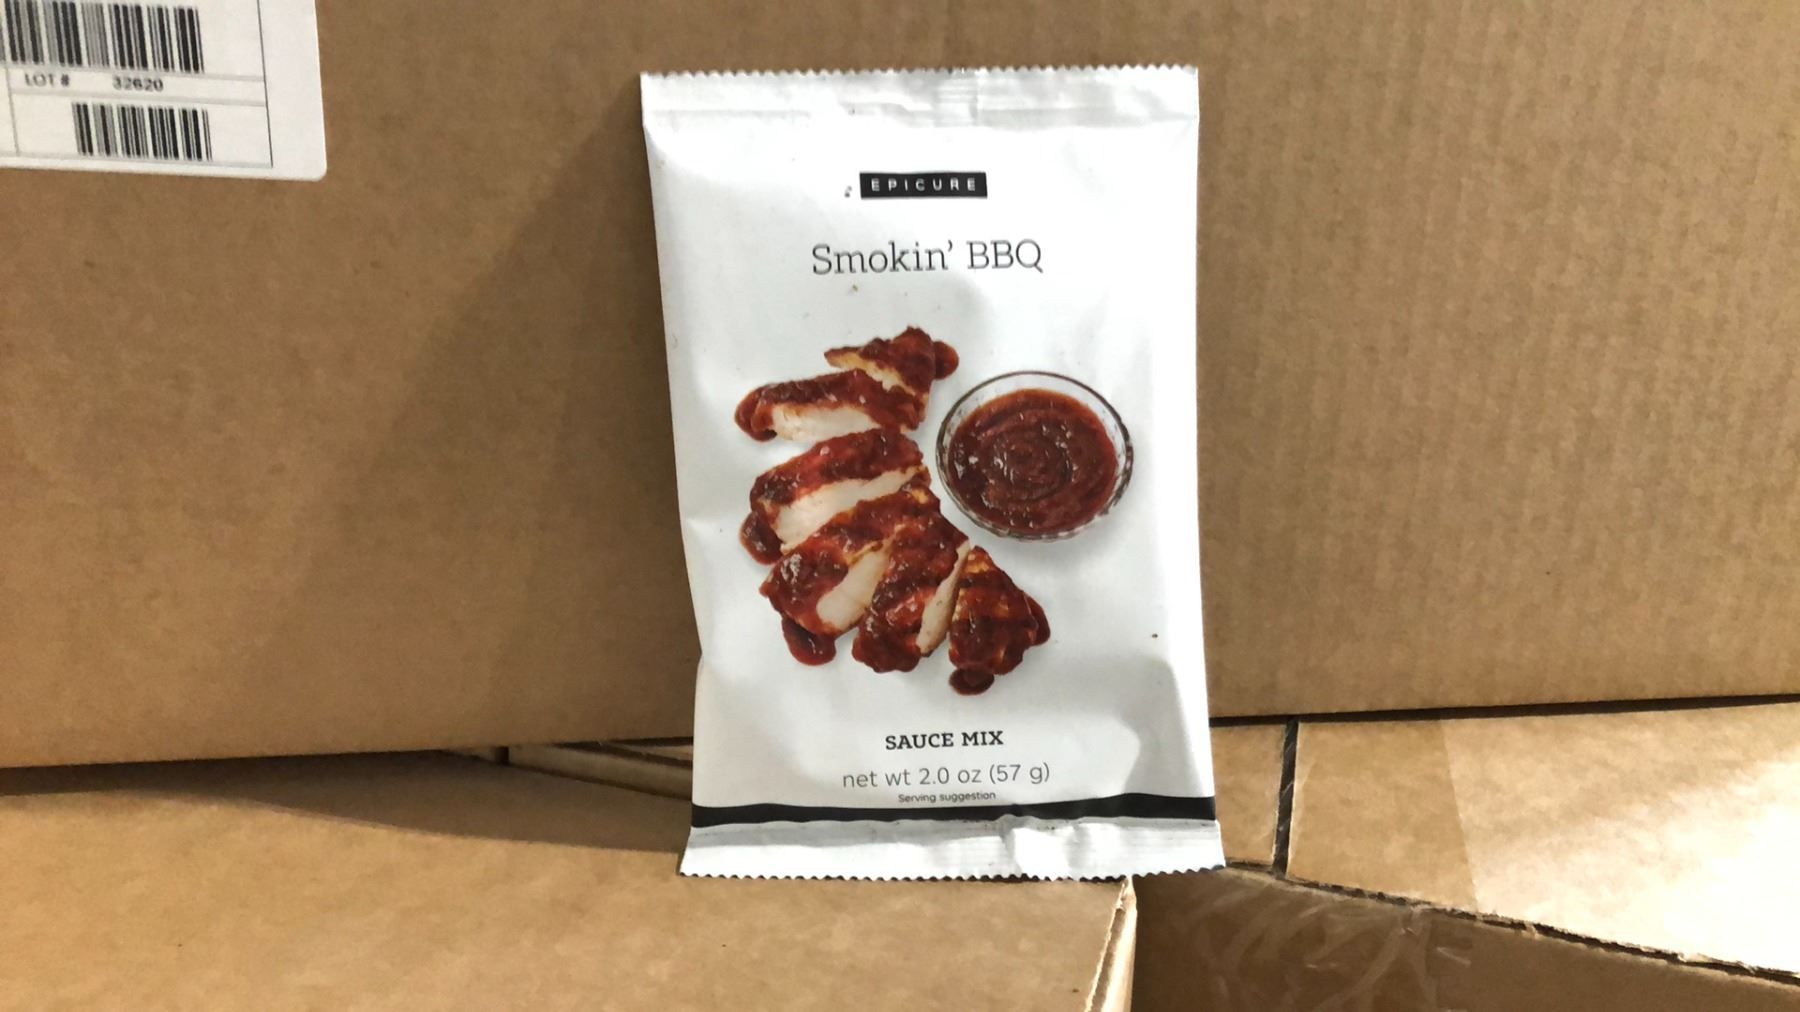 LOT # 32620
EPICURE
Smokin' BBQ
SAUCE MIX
net wt 2.0 oz (57 g)
Serving suggestion